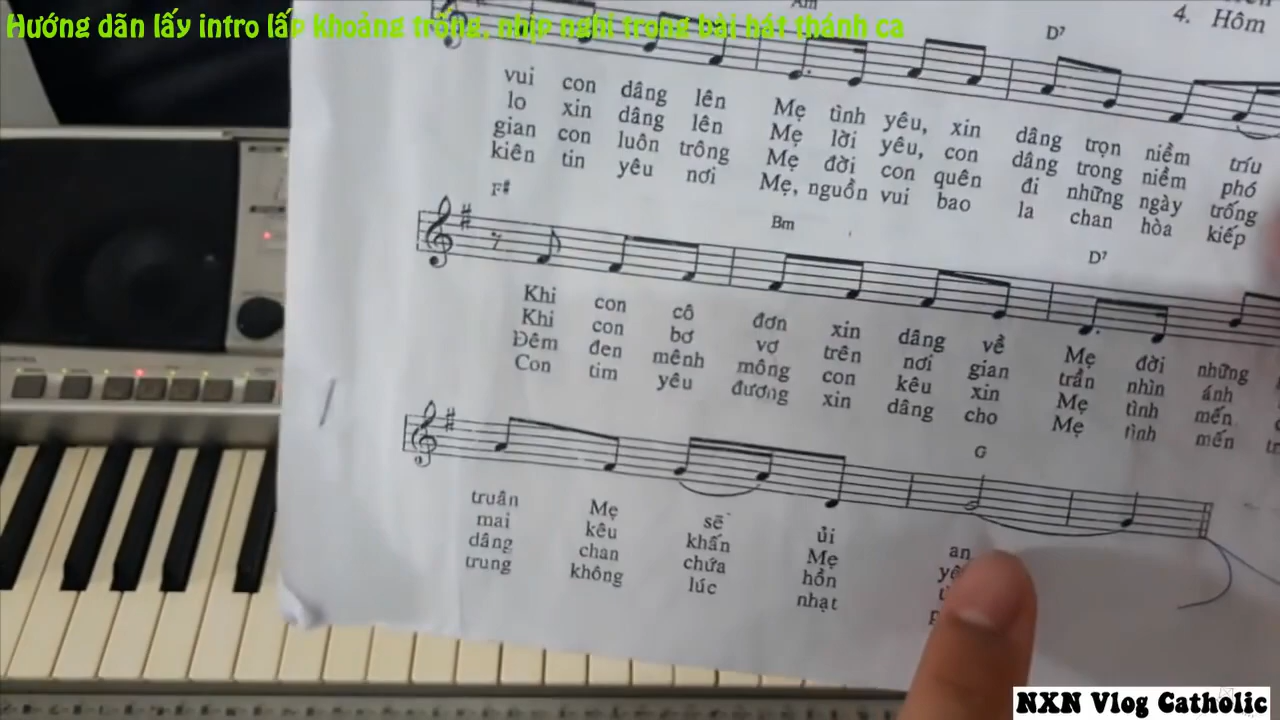 Hướng dẫn lấy intro lấp khoảng trống, nhịp nghỉ trong bài hát thánh ca
4. Hôm
Am
D7
vui con dâng lên Mẹ tình yêu, xin dâng trọn niềm tríu
lo xin dâng lên Mẹ lời yêu, con dâng trong niềm phó
gian con luôn trông Mẹ đời con quên đi những ngày trống
kiên tin yêu nơi Mẹ, nguồn vui bao la chan hòa kiếp
F#
Bm
D7
Khi con cô đơn xin dâng về Mẹ đời những
Khi con bơ vơ trên nơi gian trần nhìn ánh
Đêm đen mênh mông con kêu xin Mẹ tình mến
Con tim yêu đương xin dâng cho Mẹ tình mến
G
truân Mẹ sẽ ủi an
mai kêu khấn Mẹ
dâng chan chứa hồn
trung không lúc nhạt
NXN Vlog Catholic